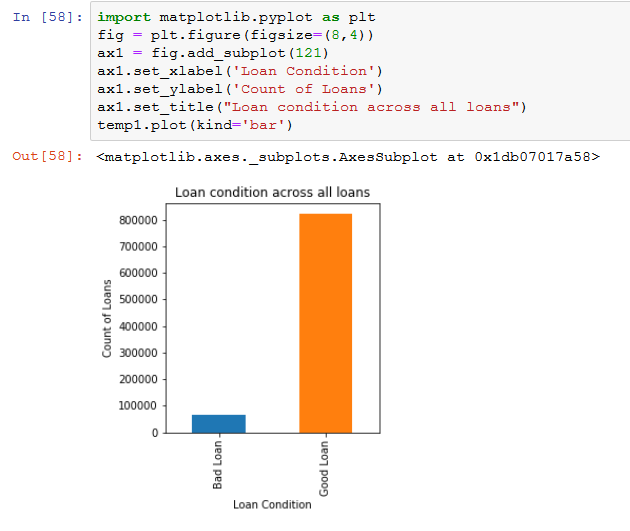 In [58]: import matplotlib.pyplot as plt
fig = plt.figure(figsize=(8,4))
ax1 = fig.add_subplot(121)
ax1.set_xlabel('Loan Condition')
ax1.set_ylabel('Count of Loans')
ax1.set_title("Loan condition across all loans")
temp1.plot(kind='bar')
Out[58]: <matplotlib.axes._subplots.AxesSubplot at 0x1db07017a58>
Loan condition across all loans
800000
700000
600000
500000
400000
300000
200000
100000
0
Count of Loans
Bad Loan
Good Loan
Loan Condition